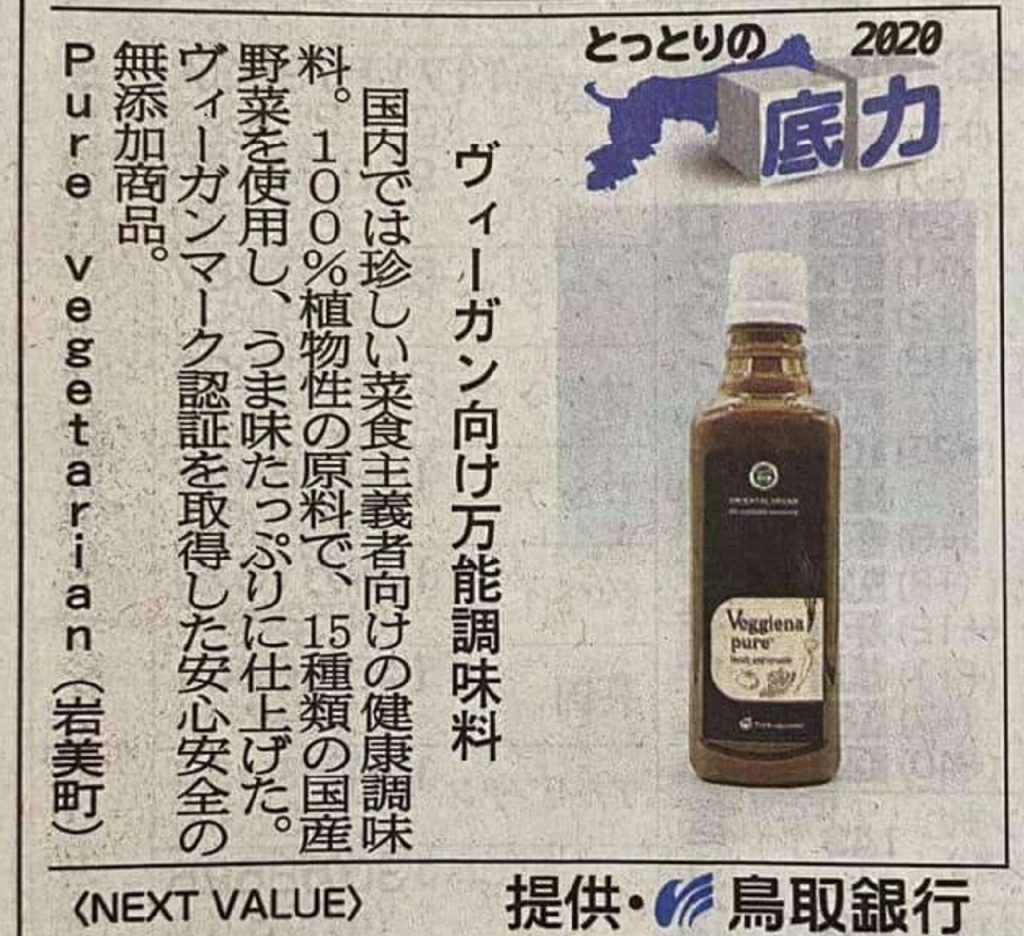 とっとりの
2020
底力
ヴィーガン向け万能調味料
国内では珍しい菜食主義者向けの健康調味
料。100%植物性の原料で、15種類の国産
野菜を使用し、うま味たっぷりに仕上げた。
ヴィーガンマーク認証を取得した安心安全の
無添加商品。
Pure vegetarian（岩美町）
ORIENTAL VEGAN
Veggiena
pure
〈NEXT VALUE〉
提供・鳥取銀行